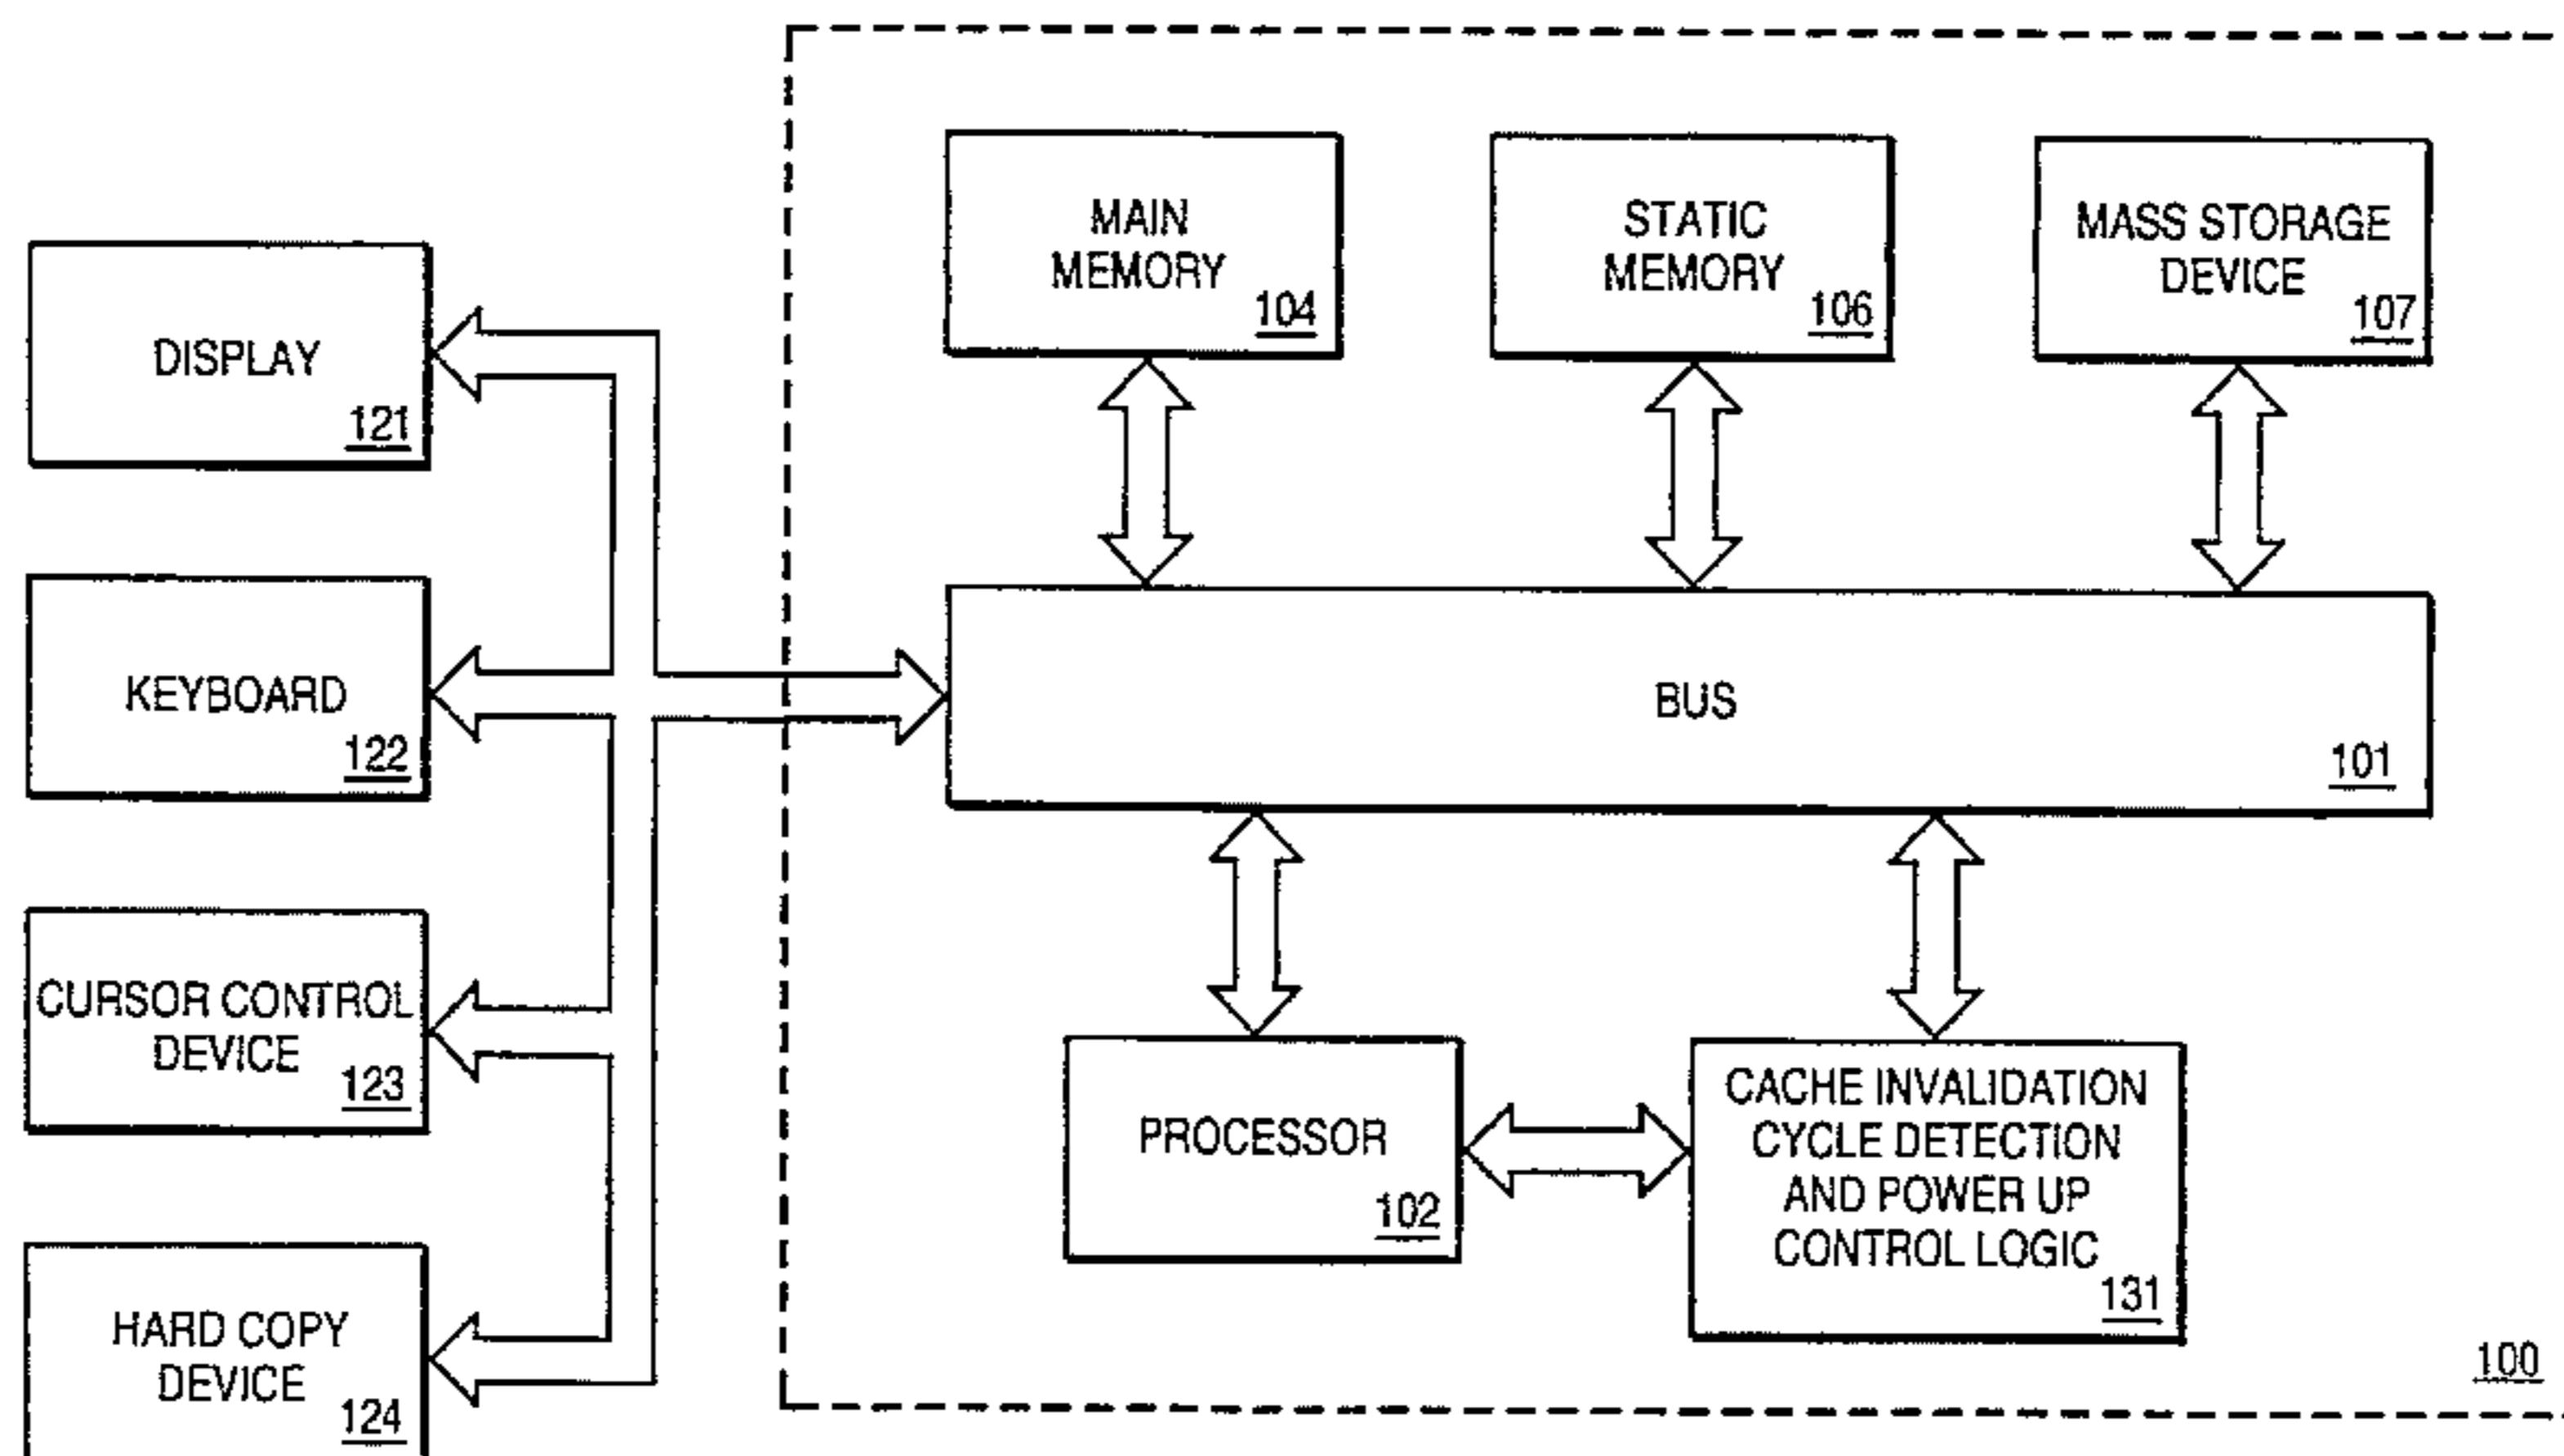 MAIN
MEMORY
104
STATIC
MEMORY
106
MASS STORAGE
DEVICE
107
DISPLAY
121
KEYBOARD
122
BUS
101
CURSOR CONTROL
DEVICE
123
PROCESSOR
102
CACHE INVALIDATION
CYCLE DETECTION
AND POWER UP
CONTROL LOGIC
131
HARD COPY
DEVICE
124
100